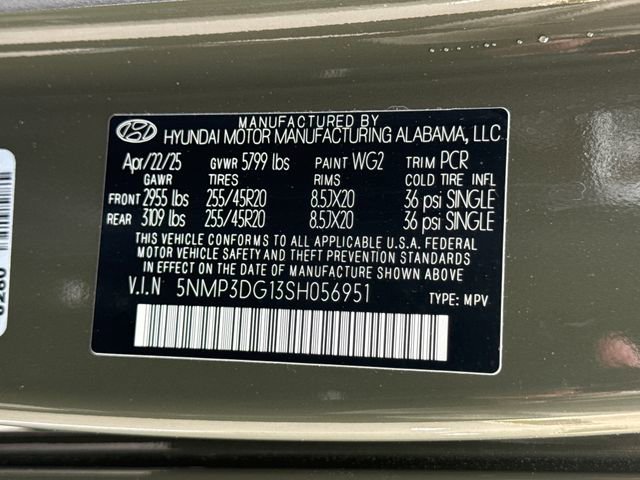 MANUFACTURED BY
HYUNDAI MOTOR MANUFACTURING ALABAMA, LLC
Apr/22/25 GVWR 5799 lbs PAINT WG2 TRIM PCR
GAWR TIRES RIMS COLD TIRE INFL
FRONT 2955 lbs 255/45R20 8.5JX20 36 psi SINGLE
REAR 3109 lbs 255/45R20 8.5JX20 36 psi SINGLE
THIS VEHICLE CONFORMS TO ALL APPLICABLE U.S.A. FEDERAL
MOTOR VEHICLE SAFETY AND THEFT PREVENTION STANDARDS
IN EFFECT ON THE DATE OF MANUFACTURE SHOWN ABOVE.
V.I.N 5NMP3DG13SH056951 TYPE: MPV